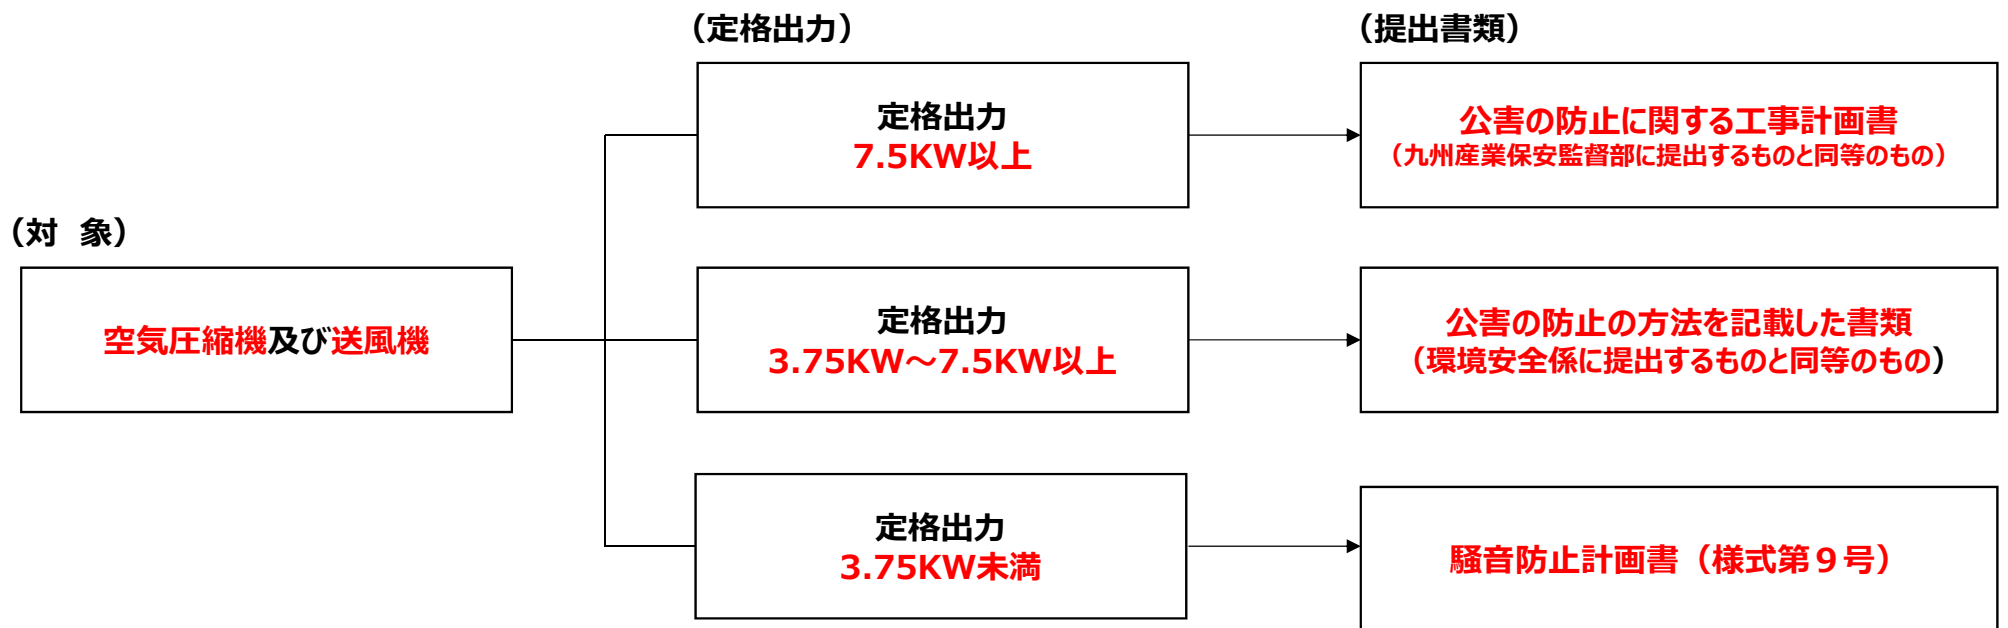 （定格出力）
（提出書類）
定格出力
7.5KW以上
公害の防止に関する工事計画書
（九州産業保安監督部に提出するものと同等のもの）
（対　象）
空気圧縮機及び送風機
定格出力
3.75KW～7.5KW以上
公害の防止の方法を記載した書類
（環境安全係に提出するものと同等のもの）
定格出力
3.75KW未満
騒音防止計画書（様式第９号）